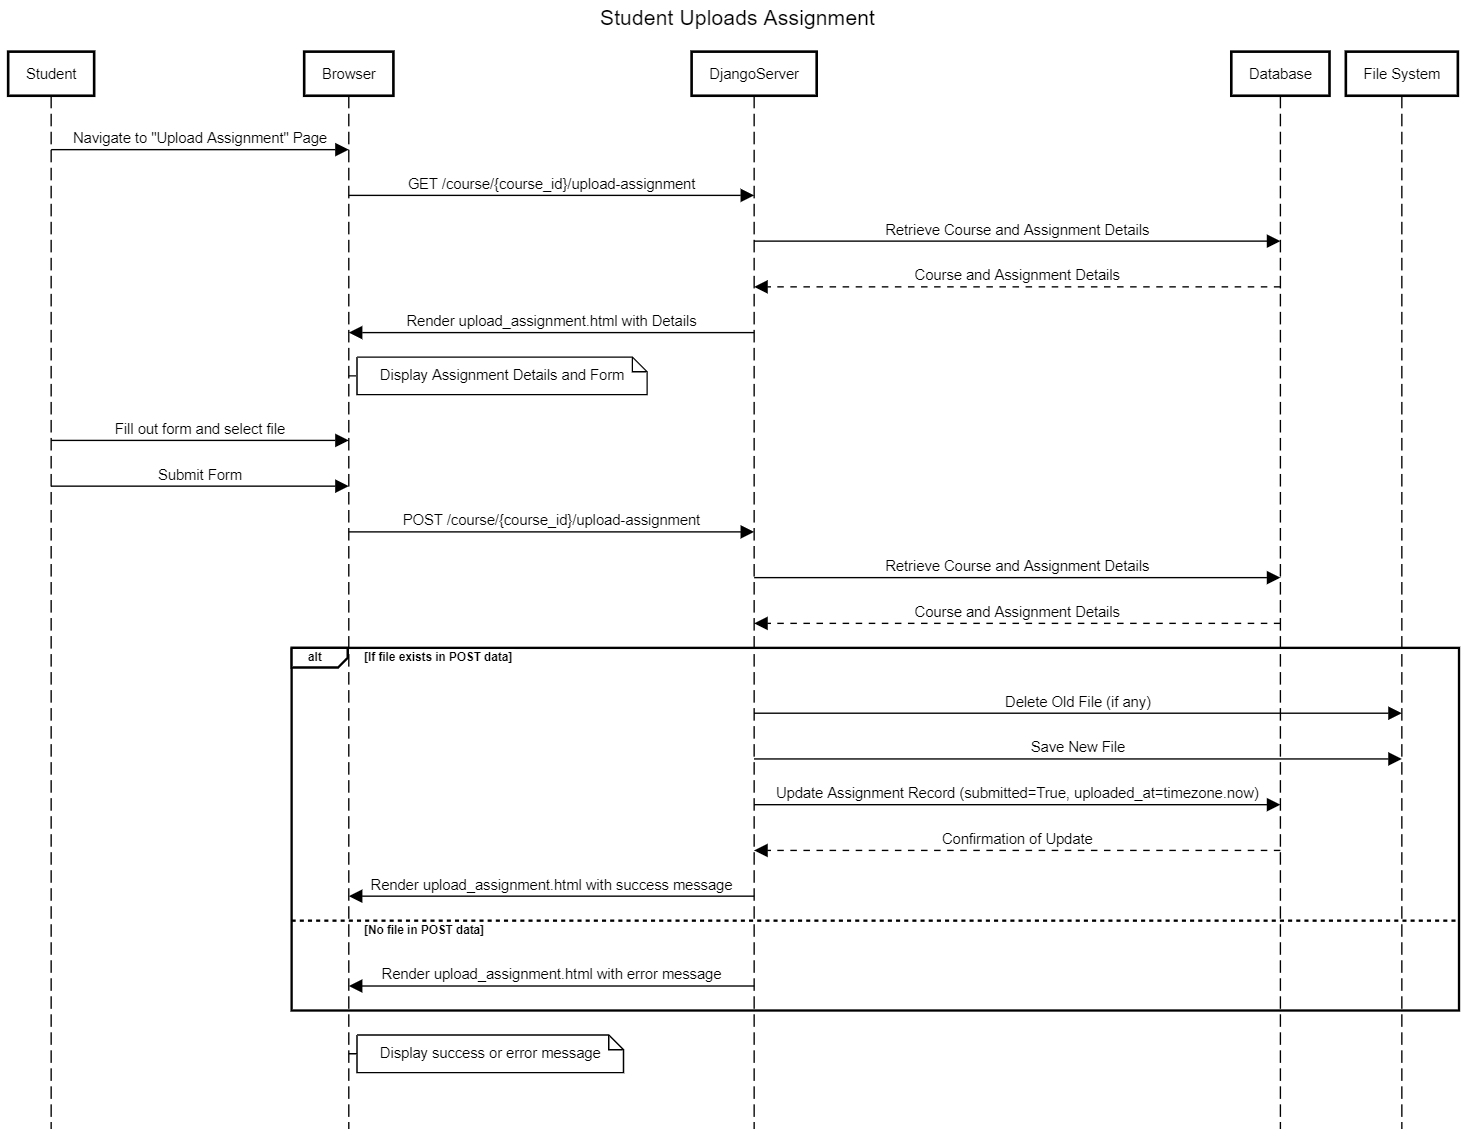 Student Uploads Assignment
Student
Browser
DjangoServer
Database
File System
Navigate to "Upload Assignment" Page
GET /course/{course_id}/upload-assignment
Retrieve Course and Assignment Details
Course and Assignment Details
Render upload_assignment.html with Details
Display Assignment Details and Form
Fill out form and select file
Submit Form
POST /course/{course_id}/upload-assignment
Retrieve Course and Assignment Details
Course and Assignment Details
alt
[If file exists in POST data]
Delete Old File (if any)
Save New File
Update Assignment Record (submitted=True, uploaded_at=timezone.now)
Confirmation of Update
Render upload_assignment.html with success message
[No file in POST data]
Render upload_assignment.html with error message
Display success or error message